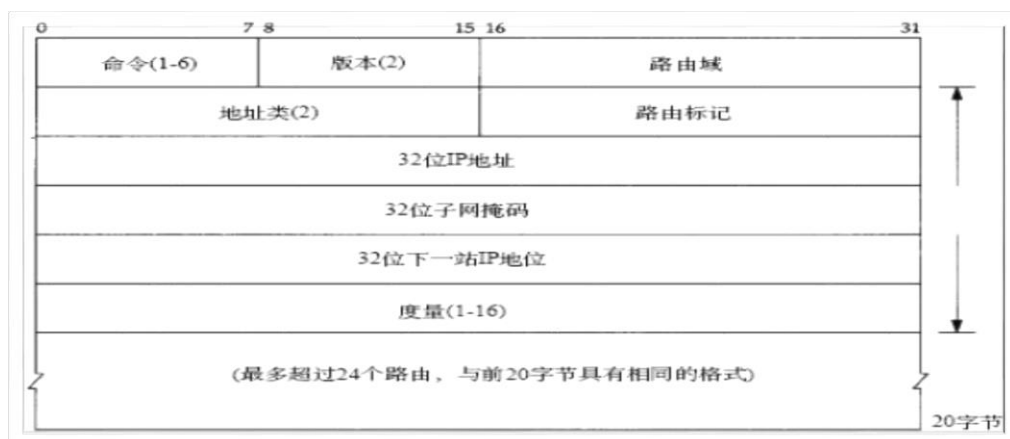 0 7 8 15 16 31
命令(1-6) 版本(2) 路由域
地址类(2) 路由标记
32位IP地址
32位子网掩码
32位下一站IP地位
度量(1-16)
(最多超过24个路由，与前20字节具有相同的格式)
20字节